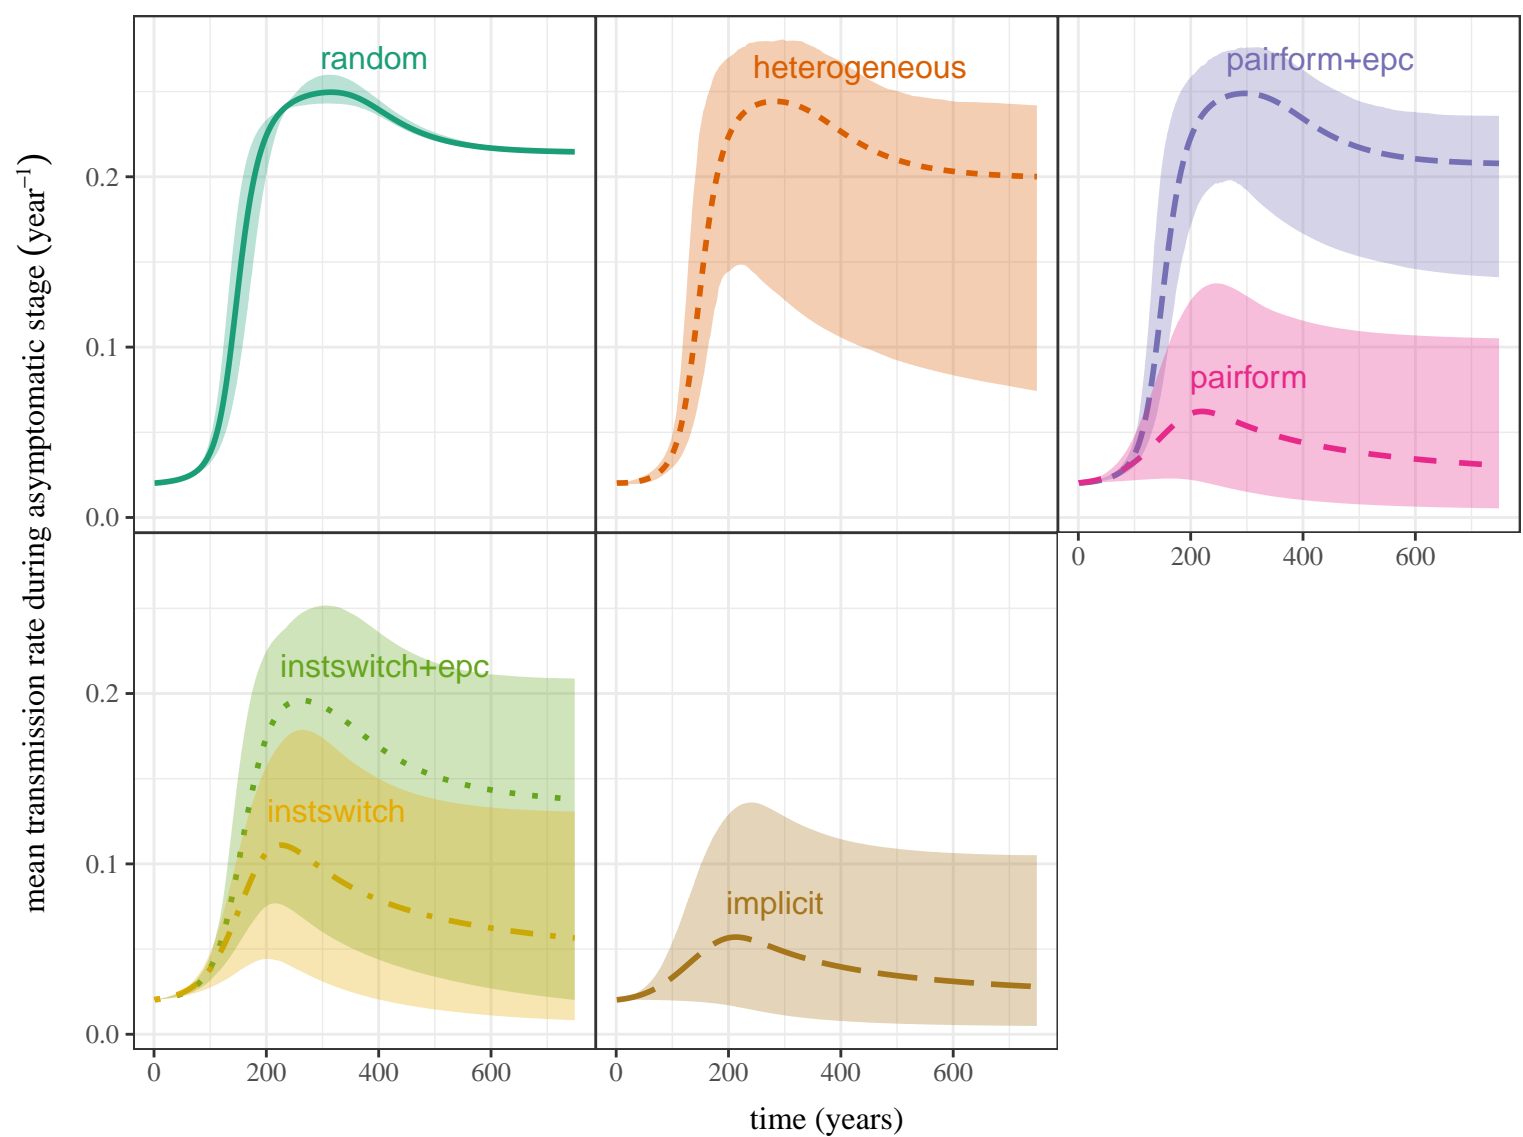 random
heterogeneous
pairform+epc
pairform
0.2
0.1
0.0
0
200
400
600
instswitch+epc
instswitch
implicit
0.2
0.1
0.0
0
200
400
600
0
200
400
600
time (years)
mean transmission rate during asymptomatic stage (year⁻¹)